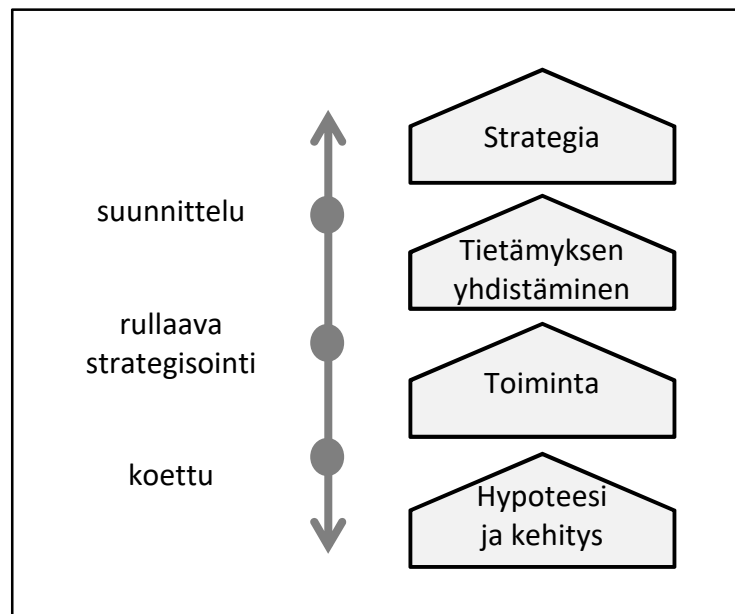 suunnittelu
rullaava
strategisointi
koettu
Strategia
Tietämyksen
yhdistäminen
Toiminta
Hypoteesi
ja kehitys